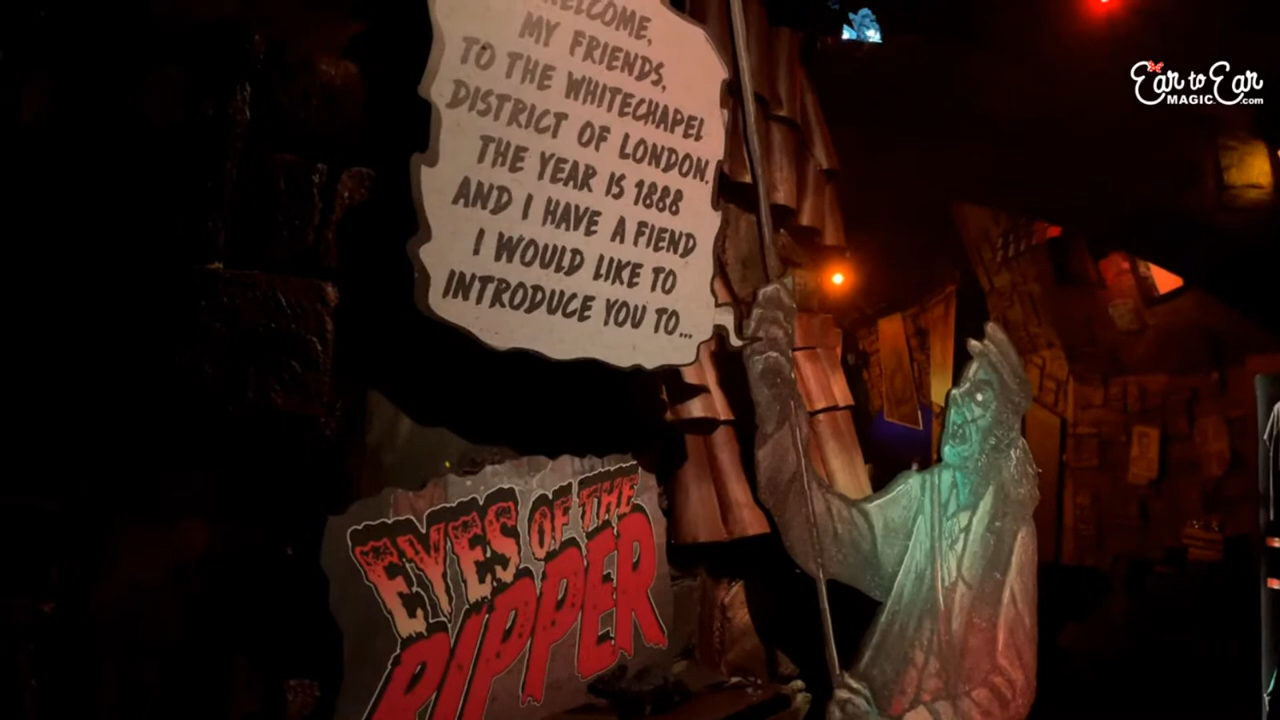 WELCOME,
MY FRIENDS,
TO THE WHITECHAPEL
DISTRICT OF LONDON.
THE YEAR IS 1888
AND I HAVE A FIEND
I WOULD LIKE TO
INTRODUCE YOU TO...
EYES OF THE
RIPPER
Ear to Ear
MAGIC .com